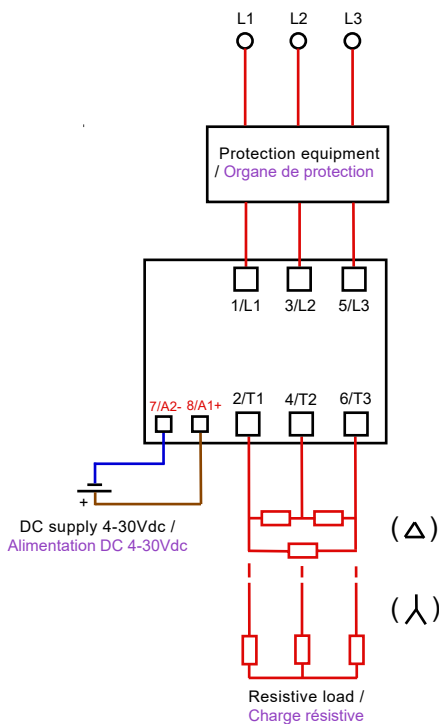 L1 L2 L3
Protection equipment
/ Organe de protection
1/L1 3/L2 5/L3
7/A2- 8/A1+ 2/T1 4/T2 6/T3
+
DC supply 4-30Vdc /
Alimentation DC 4-30Vdc
Resistive load /
Charge résistive